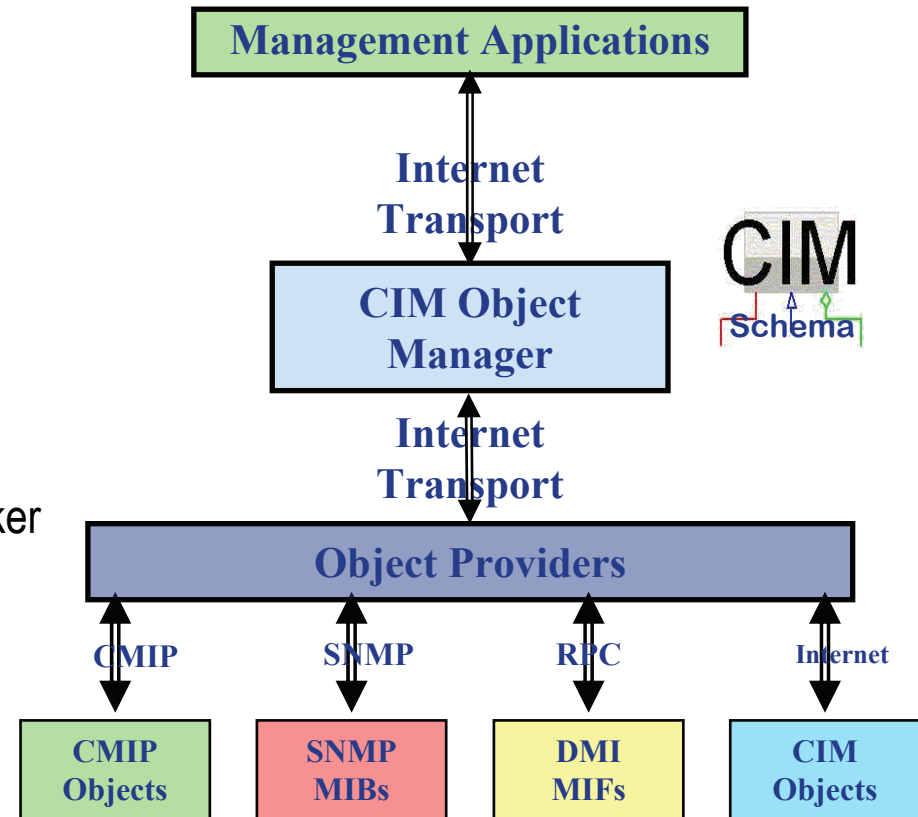 Management Applications
Internet
Transport
CIM Object
Manager
CIM
Schema
Internet
Transport
ker
Object Providers
CMIP
SNMP
RPC
Internet
CMIP
Objects
SNMP
MIBs
DMI
MIFs
CIM
Objects